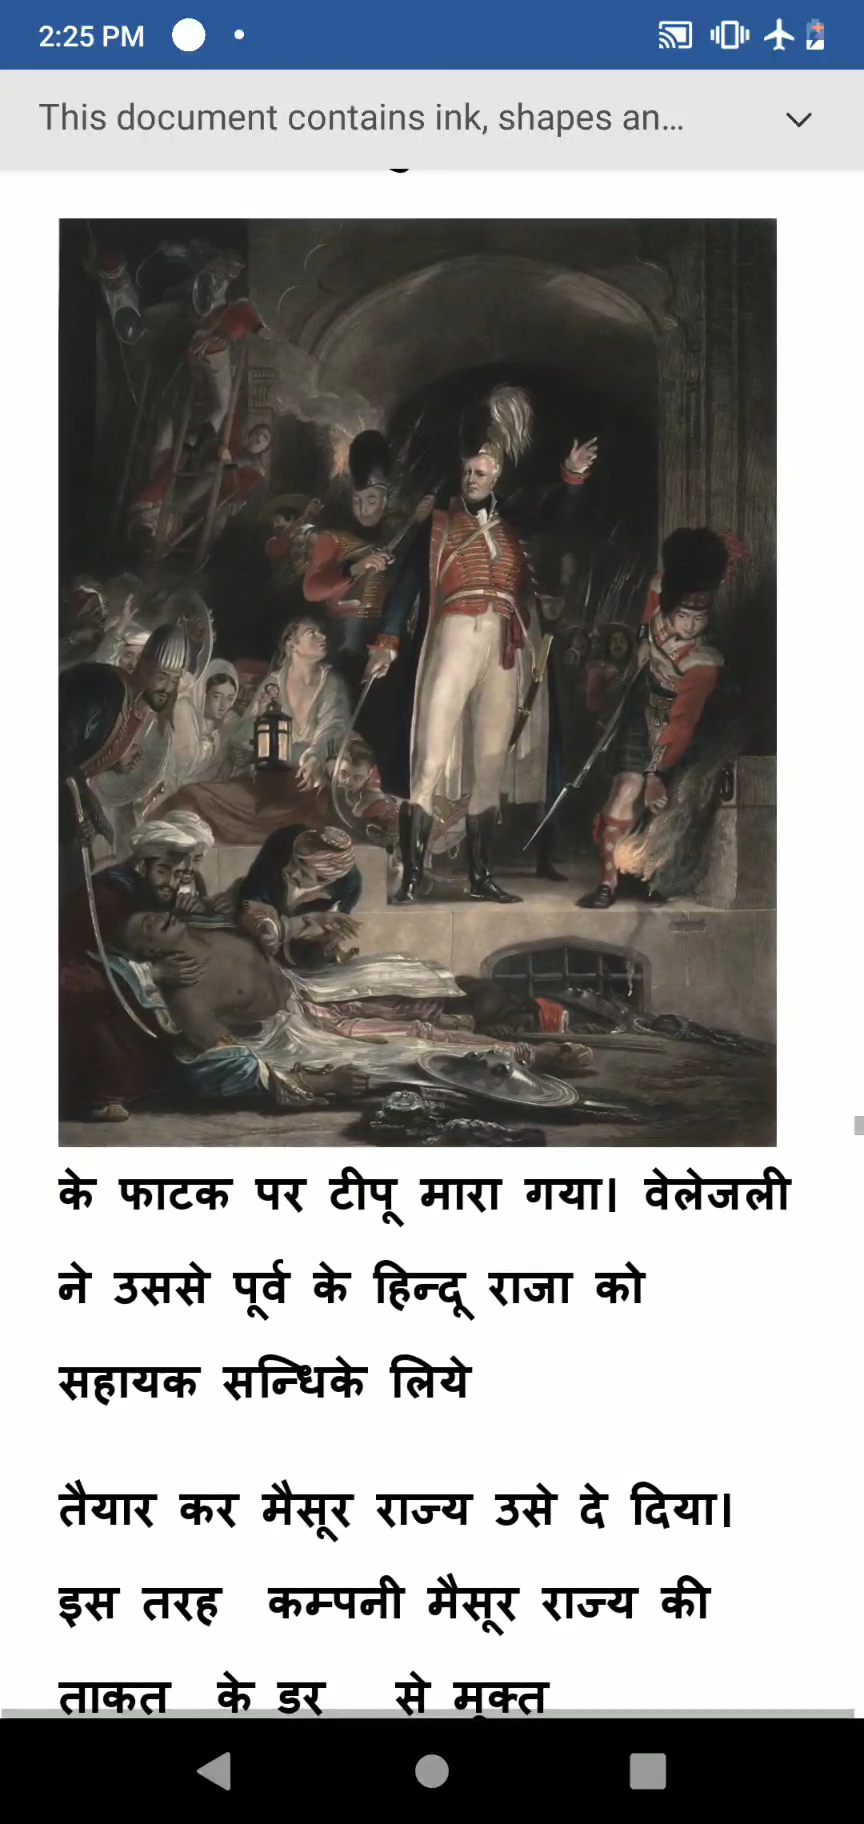 2:25 PM
This document contains ink, shapes an...
के फाटक पर टीपू मारा गया। वेलेजली
ने उससे पूर्व के हिन्दू राजा को
सहायक सन्धिके लिये
तैयार कर मैसूर राज्य उसे दे दिया।
इस तरह कम्पनी मैसूर राज्य की
ताकत के डर से मुक्त